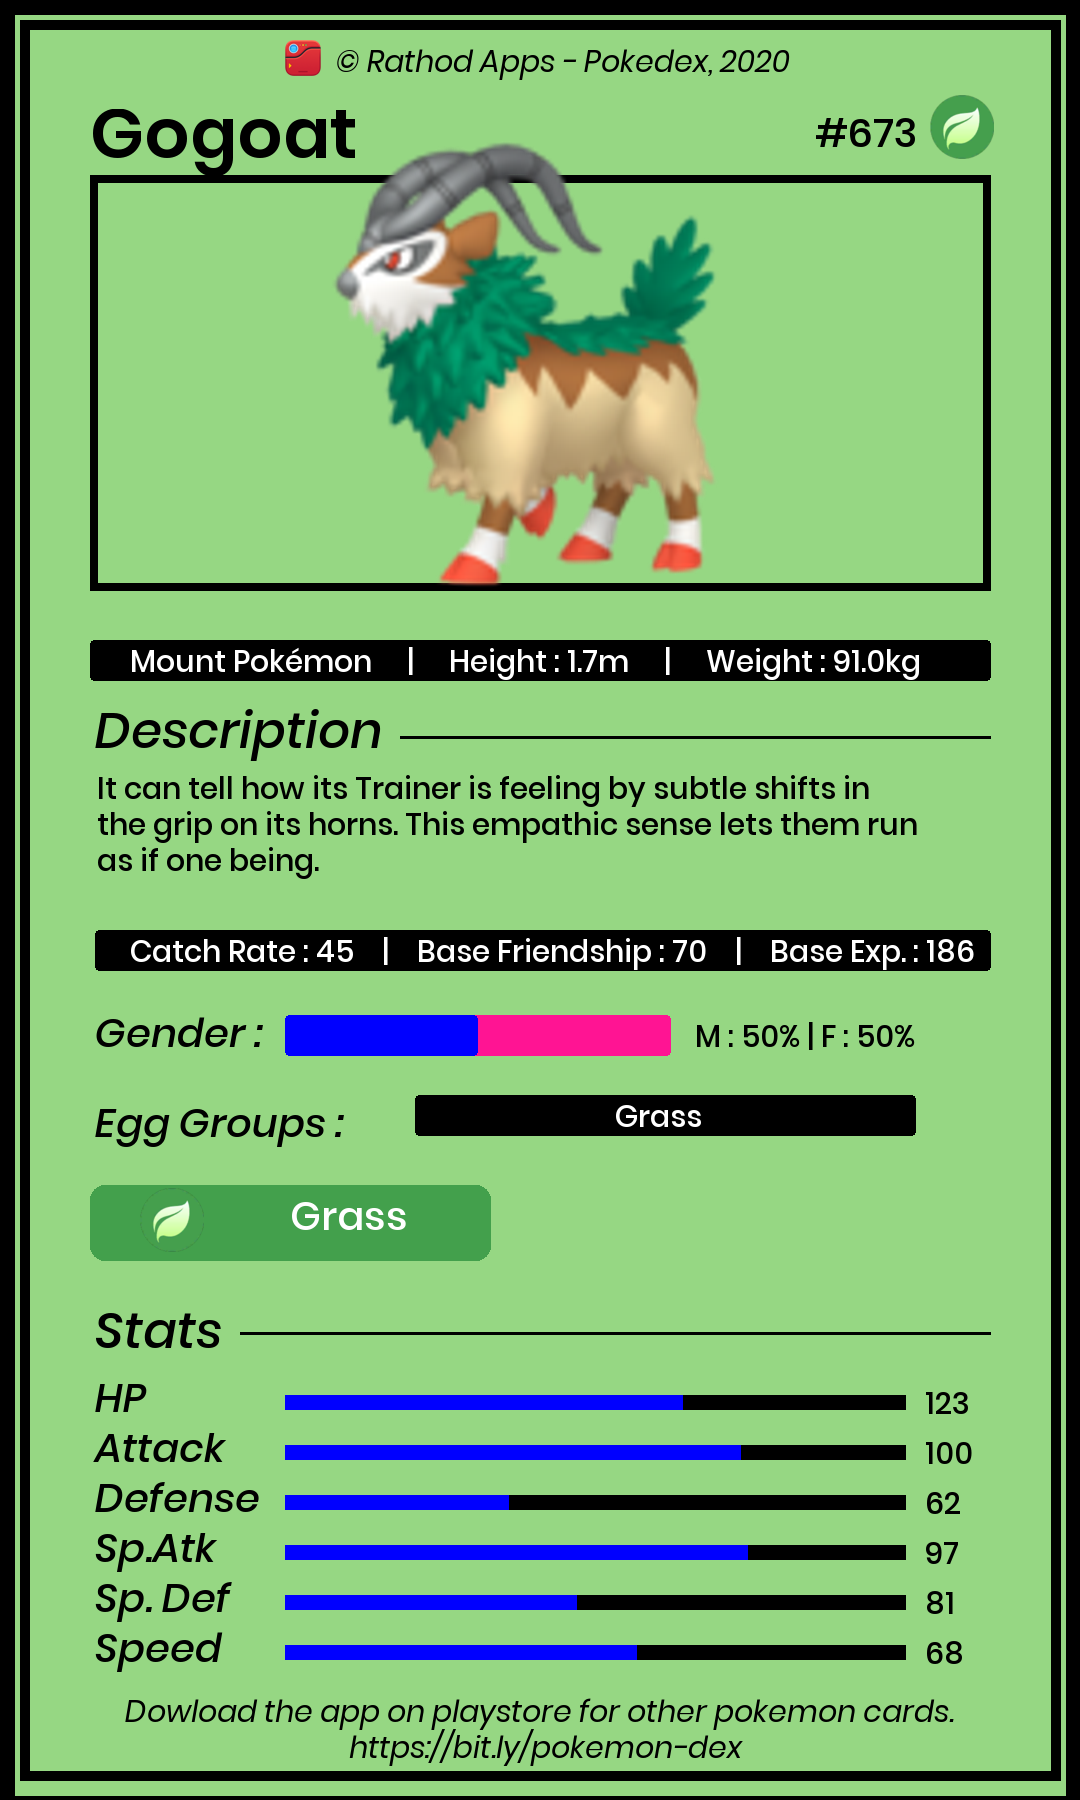 © Rathod Apps - Pokedex, 2020
Gogoat #673
Mount Pokémon | Height : 1.7m | Weight : 91.0kg
Description
It can tell how its Trainer is feeling by subtle shifts in
the grip on its horns. This empathic sense lets them run
as if one being.
Catch Rate : 45 | Base Friendship : 70 | Base Exp. : 186
Gender : M : 50% | F : 50%
Egg Groups : Grass
Grass
Stats
HP 123
Attack 100
Defense 62
Sp.Atk 97
Sp. Def 81
Speed 68
Dowload the app on playstore for other pokemon cards.
https://bit.ly/pokemon-dex